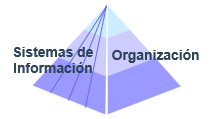 Sistemas de
Información
Organización